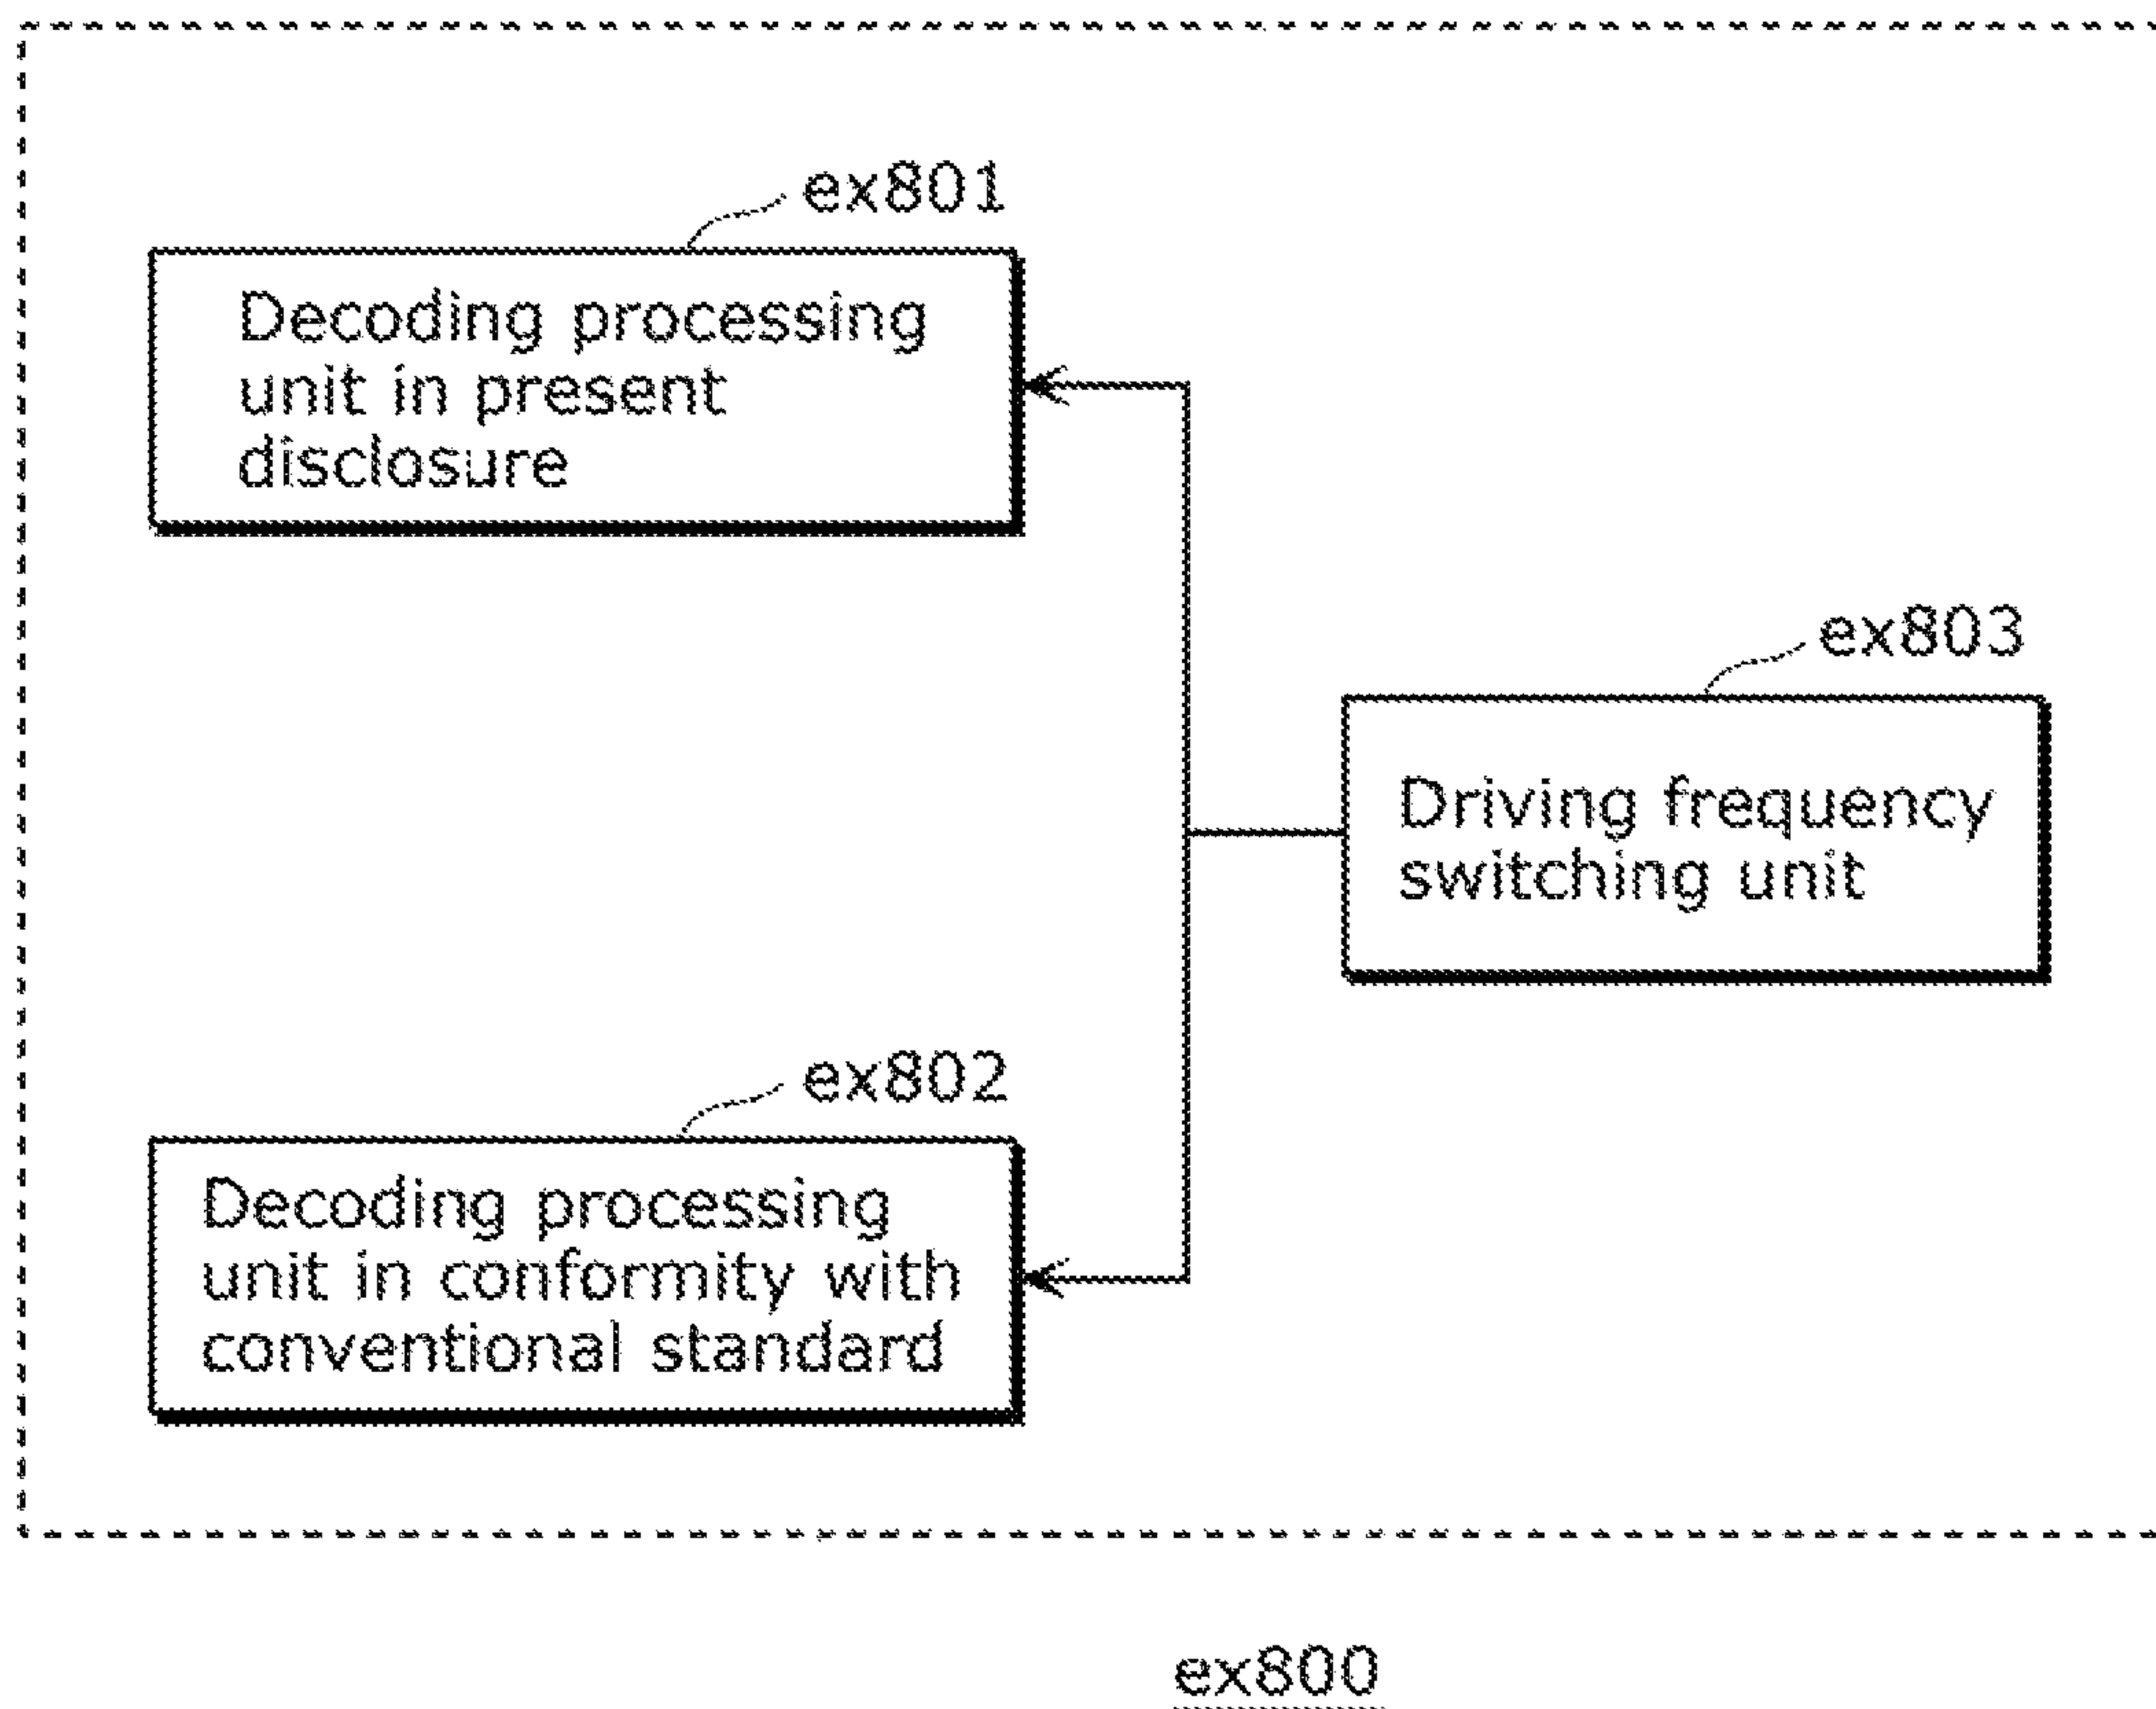 ex801
Decoding processing
unit in present
disclosure
ex803
Driving frequency
switching unit
ex802
Decoding processing
unit in conformity with
conventional standard
ex800